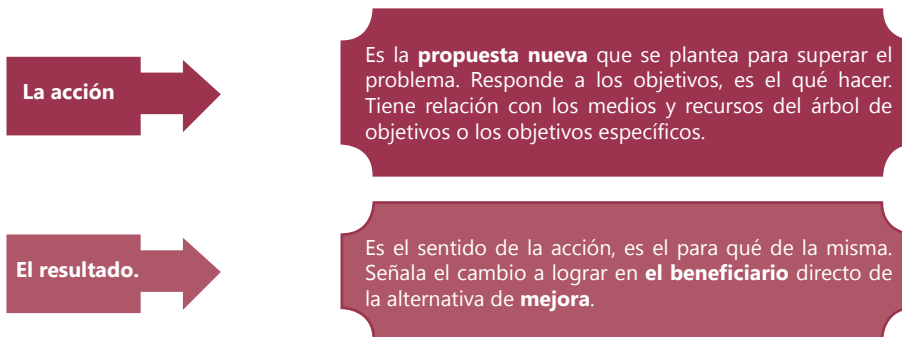 La acción
Es la propuesta nueva que se plantea para superar el
problema. Responde a los objetivos, es el qué hacer.
Tiene relación con los medios y recursos del árbol de
objetivos o los objetivos específicos.
El resultado.
Es el sentido de la acción, es el para qué de la misma.
Señala el cambio a lograr en el beneficiario directo de
la alternativa de mejora.